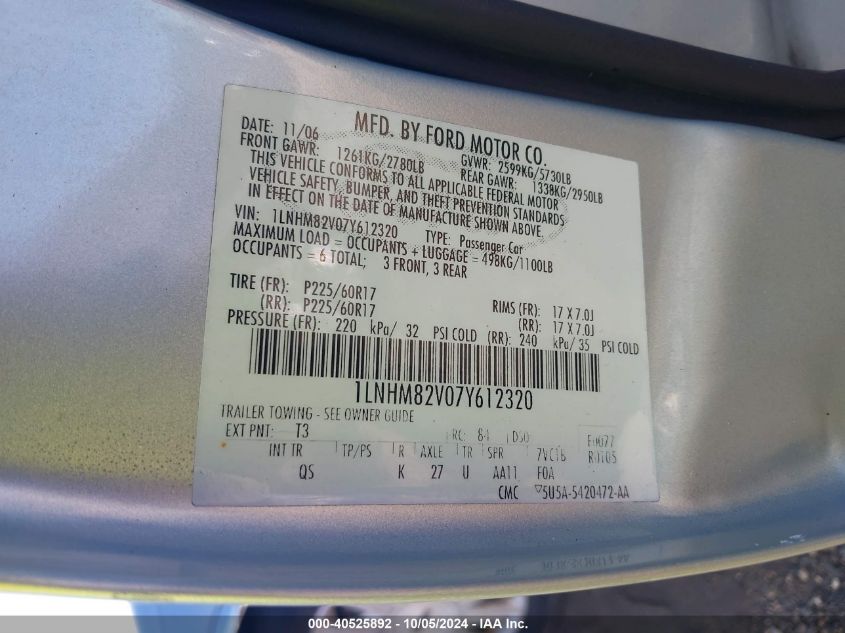 MFD. BY FORD MOTOR CO.
DATE: 11/06
GVWR: 2599KG/5730LB
FRONT GAWR: 1261KG/2780LB
REAR GAWR: 1338KG/2950LB
THIS VEHICLE CONFORMS TO ALL APPLICABLE FEDERAL MOTOR
VEHICLE SAFETY, BUMPER, AND THEFT PREVENTION STANDARDS
IN EFFECT ON THE DATE OF MANUFACTURE SHOWN ABOVE.
VIN: 1LNHM82V07Y612320 TYPE: Passenger Car
MAXIMUM LOAD = OCCUPANTS + LUGGAGE = 498KG/1100LB
OCCUPANTS = 6 TOTAL; 3 FRONT, 3 REAR
TIRE (FR): P225/60R17 RIMS (FR): 17 X 7.0J
(RR): P225/60R17 (RR): 17 X 7.0J
PRESSURE (FR): 220 kPa/ 32 PSI COLD (RR): 240 kPa/ 35 PSI COLD
1LNHM82V07Y612320
TRAILER TOWING - SEE OWNER GUIDE
EXT PNT: T3 RC: 84 DSO
INT TR TP/PS R AXLE TR SPR
QS K 27 U AA11 F0A
CMC 5U5A-5420472-AA
000-40525892 - 10/05/2024 - IAA Inc.